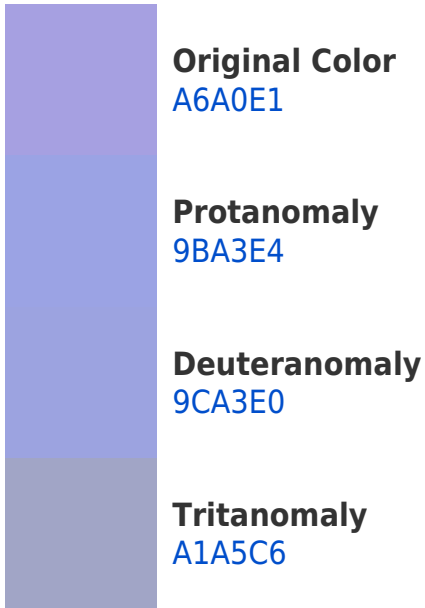 Original Color
A6A0E1
Protanomaly
9BA3E4
Deuteranomaly
9CA3E0
Tritanomaly
A1A5C6